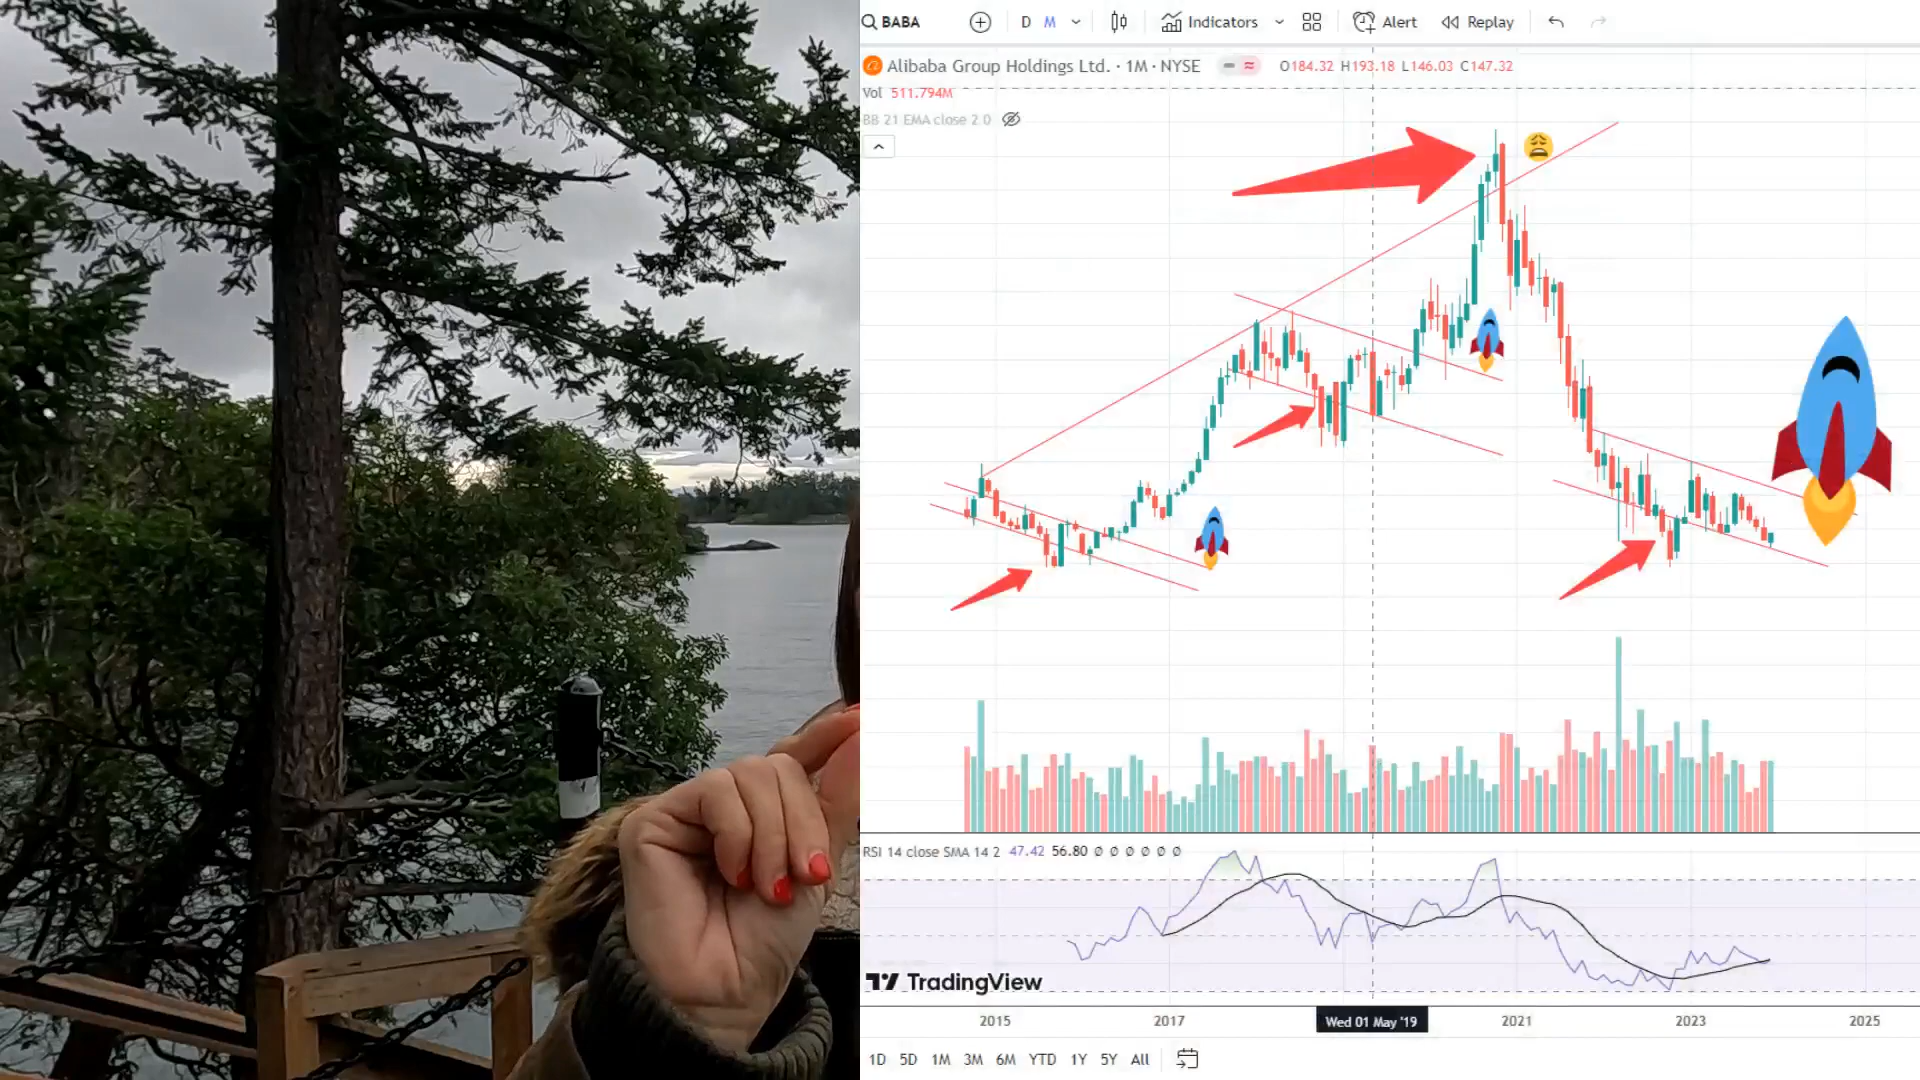 BABA D M Indicators Alert Replay
Alibaba Group Holdings Ltd. · 1M · NYSE O184.32 H193.18 L146.03 C147.32
Vol 511.794M
BB 21 EMA close 2.0
RSI 14 close SMA 14 2 47.42 56.80 ∅ ∅ ∅ ∅ ∅ ∅
TradingView
2015 2017 Wed 01 May '19 2021 2023 2025
1D 5D 1M 3M 6M YTD 1Y 5Y All